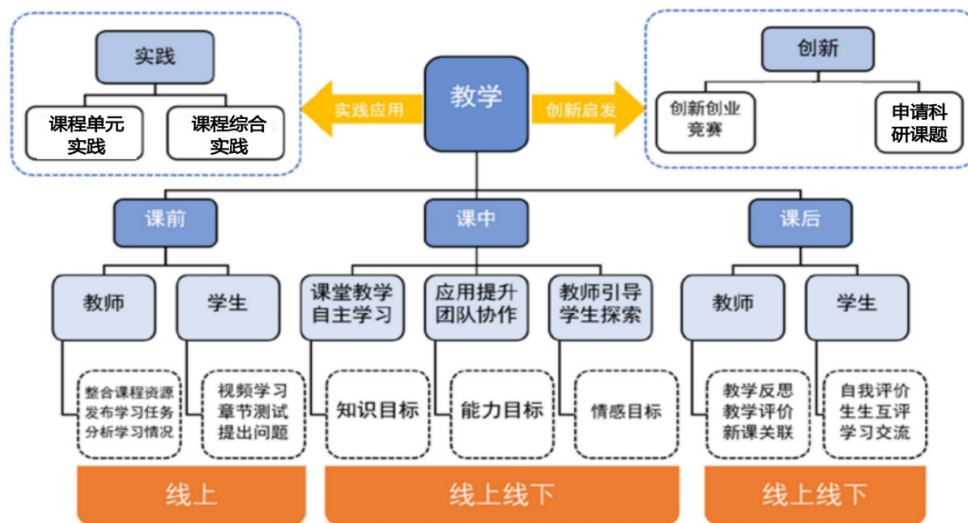 实践
课程单元
实践
课程综合
实践
实践应用
教学
创新启发
创新
创新创业
竞赛
申请科
研课题
课前
课中
课后
教师
学生
课堂教学
自主学习
应用提升
团队协作
教师引导
学生探索
教师
学生
整合课程资源
发布学习任务
分析学习情况
视频学习
章节测试
提出问题
知识目标
能力目标
情感目标
教学反思
教学评价
新课关联
自我评价
生生互评
学习交流
线上
线上线下
线上线下